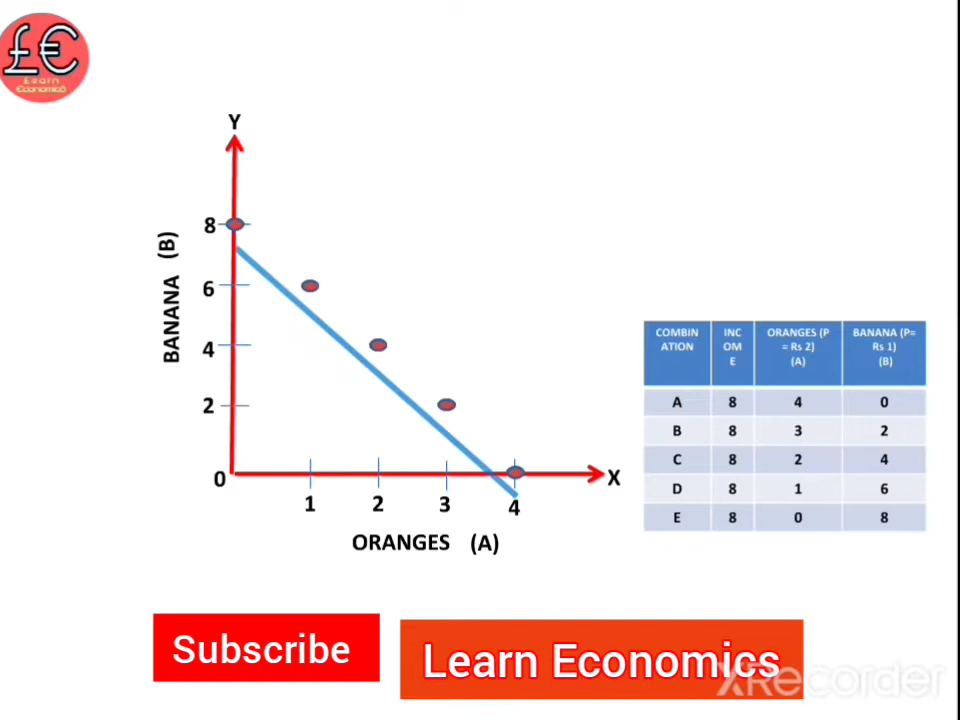 £€
Learn
€conomic$
Y
8
6
4
2
0
BANANA (B)
1
2
3
4
X
ORANGES (A)
COMBIN
ATION
INC
OM
E
ORANGES (P
= Rs 2)
(A)
BANANA (P=
Rs 1)
(B)
A 8 4 0
B 8 3 2
C 8 2 4
D 8 1 6
E 8 0 8
Subscribe
Learn Economics
XRecorder